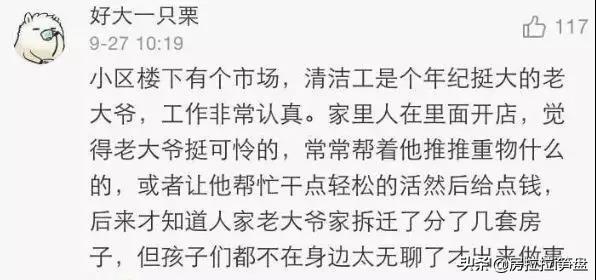 好大一只栗
9-27 10:19
117
小区楼下有个市场，清洁工是个年纪挺大的老
大爷，工作非常认真。家里人在里面开店，觉
得老大爷挺可怜的，常常帮着他推推重物什么
的，或者让他帮忙干点轻松的活然后给点钱，
后来才知道人家老大爷家拆迁了分了几套房
子，但孩子们都不在身边太无聊了才出来做事
头条@房拉拉笋盘